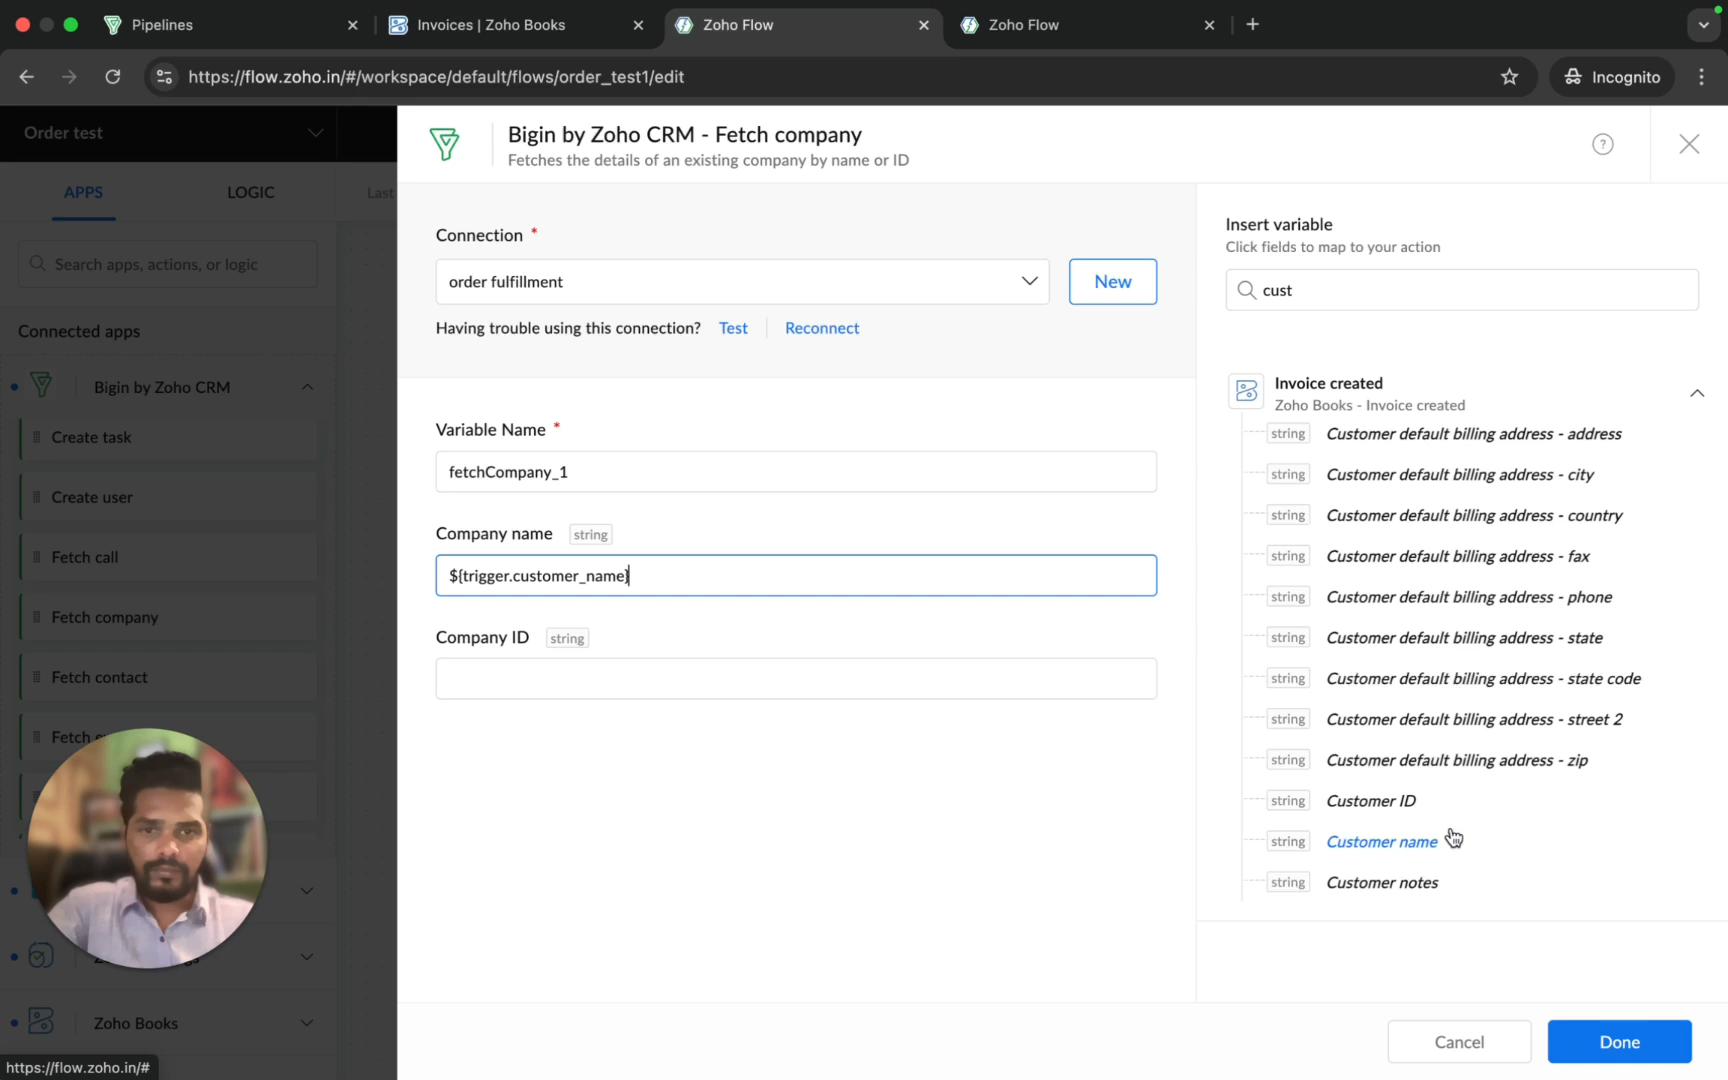 Pipelines
Invoices | Zoho Books
Zoho Flow
Zoho Flow
https://flow.zoho.in/#/workspace/default/flows/order_test1/edit
Incognito
Order test
APPS
LOGIC
Last
Search apps, actions, or logic
Connected apps
Bigin by Zoho CRM
Create task
Create user
Fetch call
Fetch company
Fetch contact
Fetch
Zoho Books
https://flow.zoho.in/#
Bigin by Zoho CRM - Fetch company
Fetches the details of an existing company by name or ID
Connection *
order fulfillment
New
Having trouble using this connection? Test Reconnect
Variable Name *
fetchCompany_1
Company name string
${trigger.customer_name}
Company ID string
Insert variable
Click fields to map to your action
cust
Invoice created
Zoho Books - Invoice created
string Customer default billing address - address
string Customer default billing address - city
string Customer default billing address - country
string Customer default billing address - fax
string Customer default billing address - phone
string Customer default billing address - state
string Customer default billing address - state code
string Customer default billing address - street 2
string Customer default billing address - zip
string Customer ID
string Customer name
string Customer notes
Cancel
Done